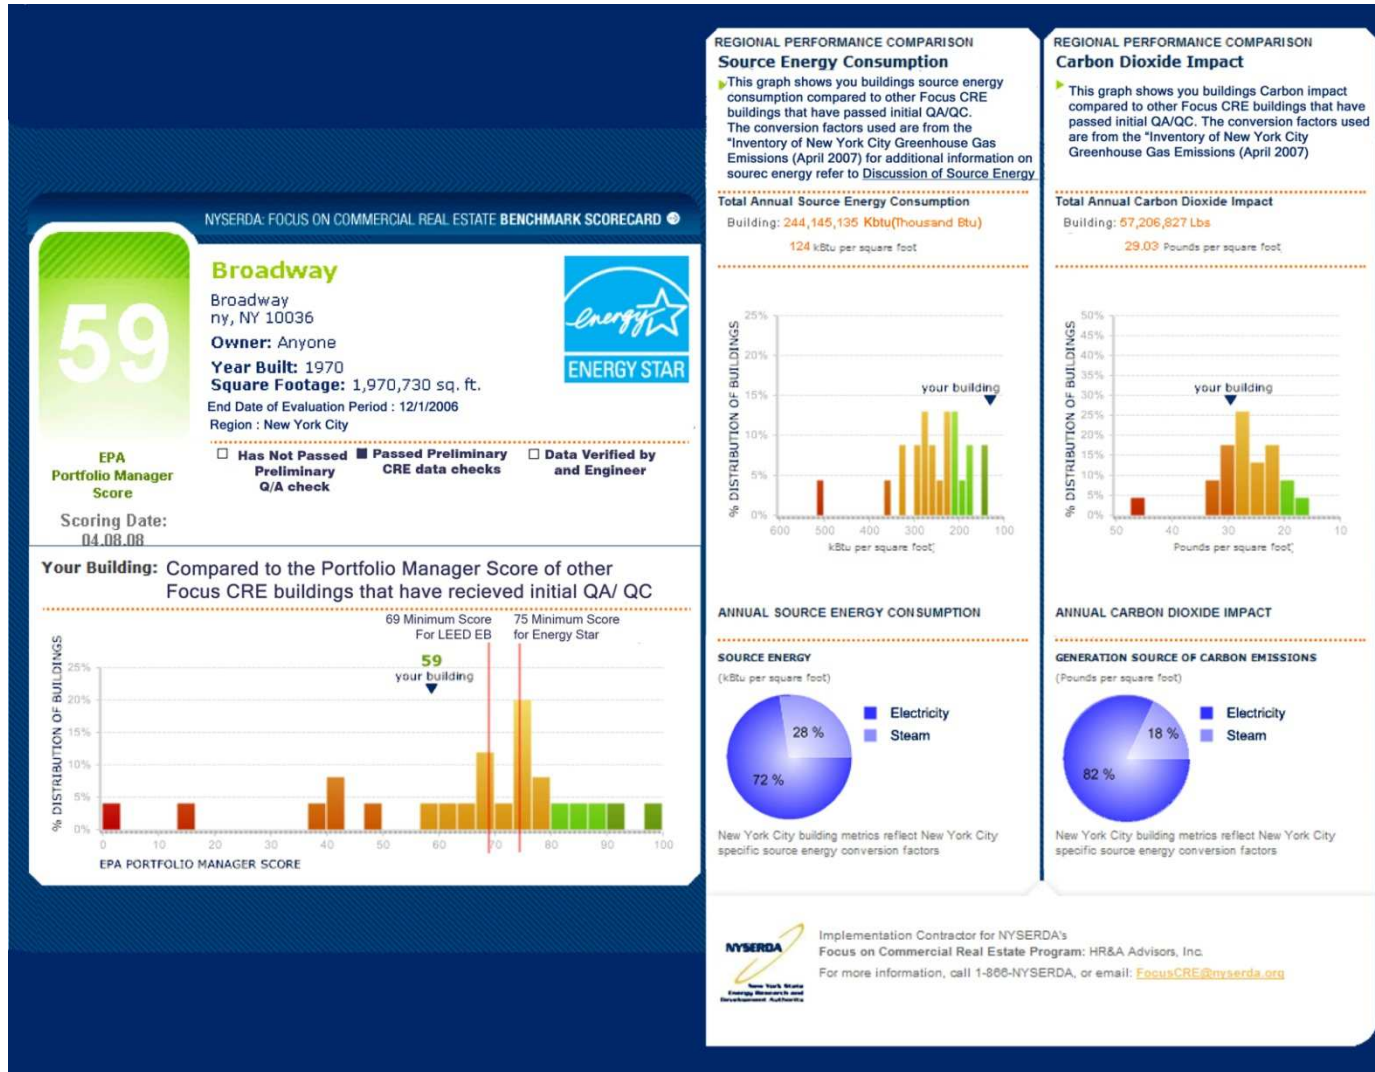 NYSERDA: FOCUS ON COMMERCIAL REAL ESTATE BENCHMARK SCORECARD
59
EPA
Portfolio Manager
Score
Scoring Date:
04.08.08
Broadway
Broadway
ny, NY 10036
Owner: Anyone
Year Built: 1970
Square Footage: 1,970,730 sq. ft.
End Date of Evaluation Period : 12/1/2006
Region : New York City
energy
ENERGY STAR
Has Not Passed
Preliminary
Q/A check
Passed Preliminary
CRE data checks
Data Verified by
and Engineer
Your Building: Compared to the Portfolio Manager Score of other
Focus CRE buildings that have recieved initial QA/ QC
69 Minimum Score
For LEED EB
75 Minimum Score
for Energy Star
59
your building
% DISTRIBUTION OF BUILDINGS
25%
20%
15%
10%
5%
0%
0 10 20 30 40 50 60 70 80 90 100
EPA PORTFOLIO MANAGER SCORE
REGIONAL PERFORMANCE COMPARISON
Source Energy Consumption
This graph shows you buildings source energy
consumption compared to other Focus CRE
buildings that have passed initial QA/QC.
The conversion factors used are from the
"Inventory of New York City Greenhouse Gas
Emissions (April 2007) for additional information on
sourec energy refer to Discussion of Source Energy
Total Annual Source Energy Consumption
Building: 244,145,135 Kbtu(Thousand Btu)
124 kBtu per square foot
% DISTRIBUTION OF BUILDINGS
25%
20%
15%
10%
5%
0%
your building
600 500 400 300 200 100
kBtu per square foot
ANNUAL SOURCE ENERGY CONSUMPTION
SOURCE ENERGY
(kBtu per square foot)
28 %
72 %
Electricity
Steam
New York City building metrics reflect New York City
specific source energy conversion factors
REGIONAL PERFORMANCE COMPARISON
Carbon Dioxide Impact
This graph shows you buildings Carbon impact
compared to other Focus CRE buildings that have
passed initial QA/QC. The conversion factors used
are from the "Inventory of New York City
Greenhouse Gas Emissions (April 2007)
Total Annual Carbon Dioxide Impact
Building: 57,206,827 Lbs
29.03 Pounds per square foot
% DISTRIBUTION OF BUILDINGS
50%
45%
40%
35%
30%
25%
20%
15%
10%
5%
0%
your building
50 40 30 20 10
Pounds per square foot
ANNUAL CARBON DIOXIDE IMPACT
GENERATION SOURCE OF CARBON EMISSIONS
(Pounds per square foot)
18 %
82 %
Electricity
Steam
New York City building metrics reflect New York City
specific source energy conversion factors
NYSERDA
New York State
Energy Research and
Development Authority
Implementation Contractor for NYSERDA's
Focus on Commercial Real Estate Program: HR&A Advisors, Inc.
For more information, call 1-866-NYSERDA, or email: FocusCRE@nyserda.org